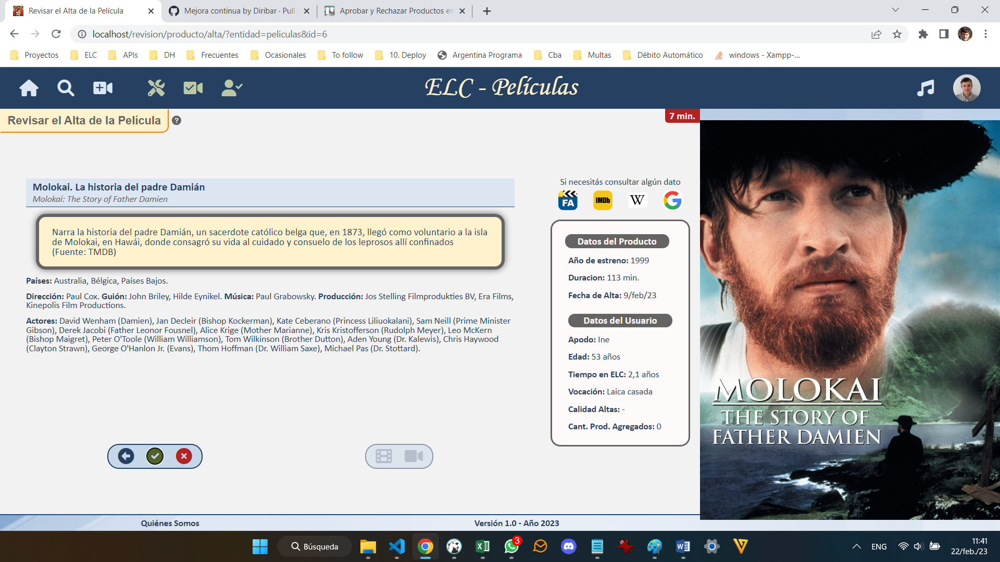 Revisar el Alta de la Película
Mejora continua by Diribar · Pull
Aprobar y Rechazar Productos en
localhost/revision/producto/alta/?entidad=peliculas&id=6
Proyectos
ELC
APIs
DH
Frecuentes
Ocasionales
To follow
10. Deploy
Argentina Programa
Cba
Multas
Débito Automático
windows - Xampp-...
ELC - Películas
Revisar el Alta de la Película
?
7 min.
Molokai. La historia del padre Damián
Molokai: The Story of Father Damien
Narra la historia del padre Damián, un sacerdote católico belga que, en 1873, llegó como voluntario a la isla
de Molokai, en Hawái, donde consagró su vida al cuidado y consuelo de los leprosos allí confinados
(Fuente: TMDB)
Países: Australia, Bélgica, Países Bajos.
Dirección: Paul Cox. Guión: John Briley, Hilde Eynikel. Música: Paul Grabowsky. Producción: Jos Stelling Filmprodukties BV, Era Films,
Kinepolis Film Productions.
Actores: David Wenham (Damien), Jan Decleir (Bishop Kockerman), Kate Ceberano (Princess Liliuokalani), Sam Neill (Prime Minister
Gibson), Derek Jacobi (Father Leonor Fousnel), Alice Krige (Mother Marianne), Kris Kristofferson (Rudolph Meyer), Leo McKern
(Bishop Maigret), Peter O'Toole (William Williamson), Tom Wilkinson (Brother Dutton), Aden Young (Dr. Kalewis), Chris Haywood
(Clayton Strawn), George O'Hanlon Jr. (Evans), Thom Hoffman (Dr. William Saxe), Michael Pas (Dr. Stottard).
Si necesitás consultar algún dato
FA
IMDb
W
G
Datos del Producto
Año de estreno: 1999
Duracion: 113 min.
Fecha de Alta: 9/feb/23
Datos del Usuario
Apodo: Ine
Edad: 53 años
Tiempo en ELC: 2,1 años
Vocación: Laica casada
Calidad Altas: -
Cant. Prod. Agregados: 0
MOLOKAI
THE STORY OF
FATHER DAMIEN
Quiénes Somos
Versión 1.0 - Año 2023
Búsqueda
3
ENG
11:41
22/feb./23